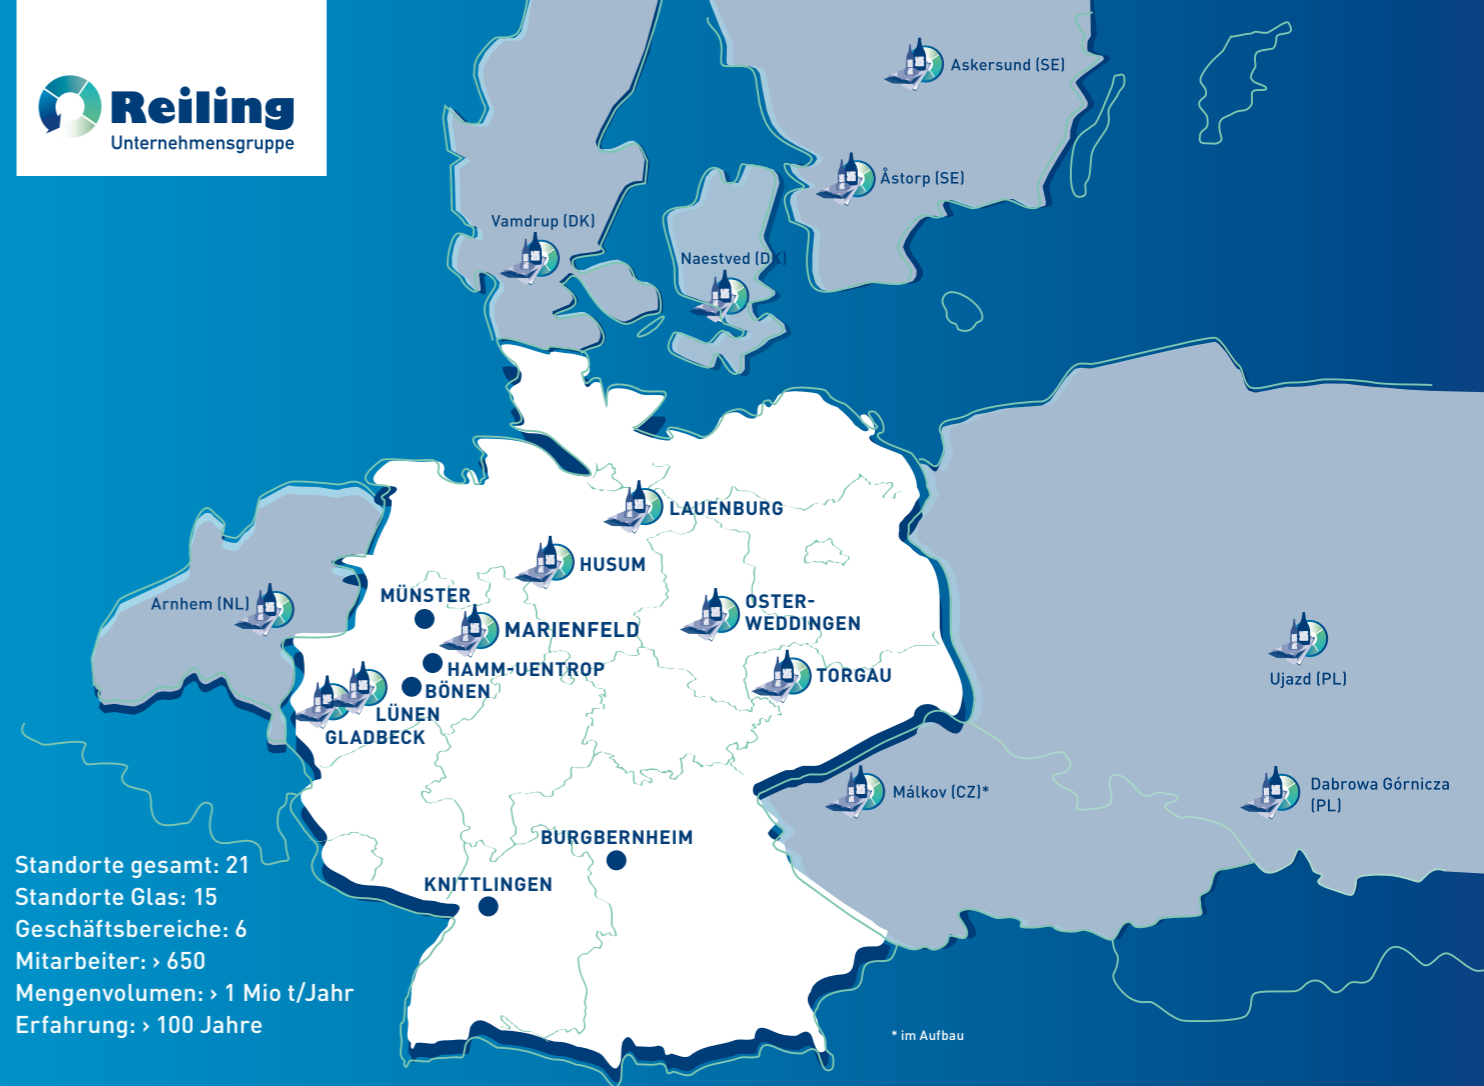 Reiling
Unternehmensgruppe
Askersund (SE)
Åstorp (SE)
Vamdrup (DK)
Naestved (DK)
LAUENBURG
HUSUM
MÜNSTER
Arnhem (NL)
OSTER-
WEDDINGEN
MARIENFELD
HAMM-UENTROP
TORGAU
BÖNEN
Ujazd (PL)
LÜNEN
GLADBECK
Málkov (CZ)*
Dabrowa Górnicza
(PL)
BURGBERNHEIM
KNITTLINGEN
Standorte gesamt: 21
Standorte Glas: 15
Geschäftsbereiche: 6
Mitarbeiter: › 650
Mengenvolumen: › 1 Mio t/Jahr
Erfahrung: › 100 Jahre
* im Aufbau